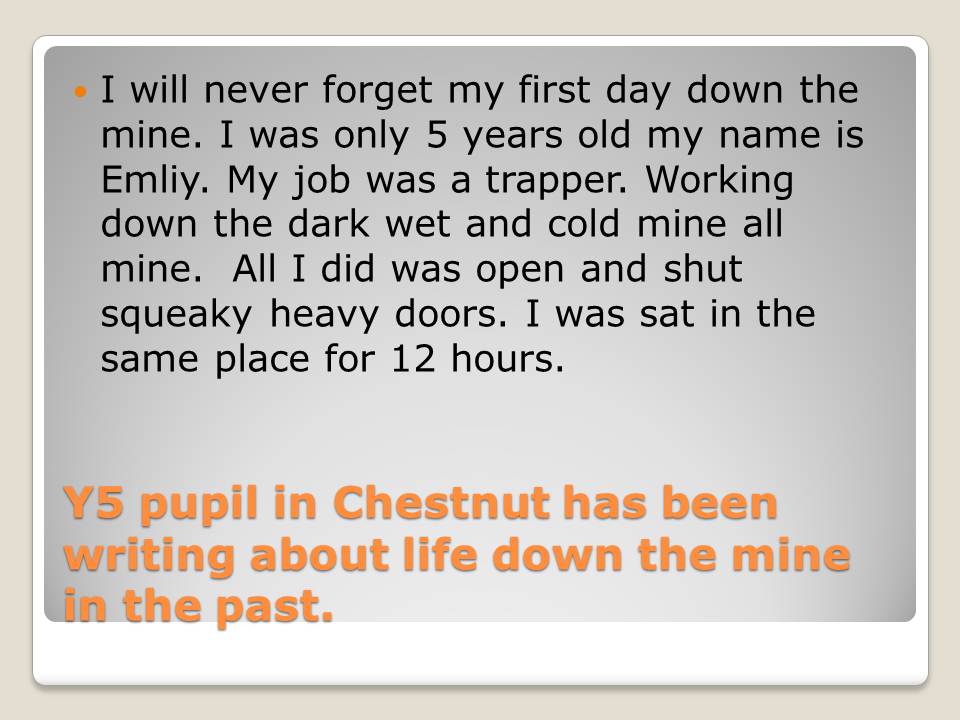 I will never forget my first day down the
mine. I was only 5 years old my name is
Emliy. My job was a trapper. Working
down the dark wet and cold mine all
mine.  All I did was open and shut
squeaky heavy doors. I was sat in the
same place for 12 hours.
Y5 pupil in Chestnut has been
writing about life down the mine
in the past.